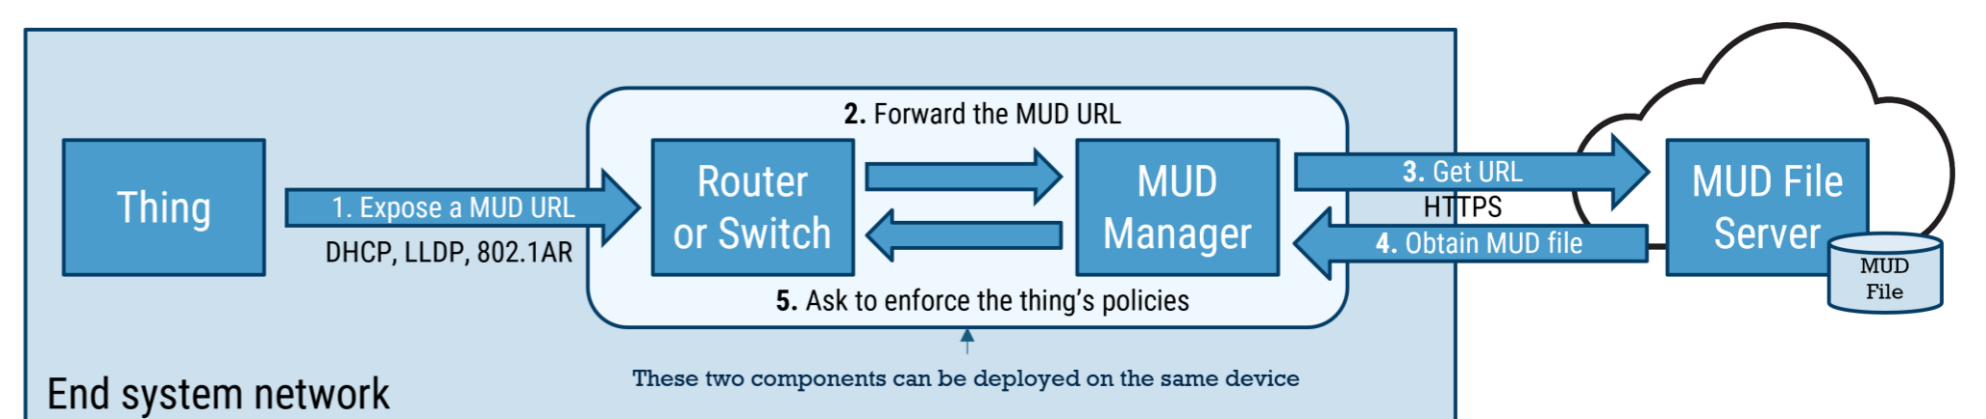 2. Forward the MUD URL
Thing
1. Expose a MUD URL
DHCP, LLDP, 802.1AR
Router
or Switch
MUD
Manager
3. Get URL
HTTPS
4. Obtain MUD file
MUD File
Server
MUD
File
5. Ask to enforce the thing's policies
These two components can be deployed on the same device
End system network